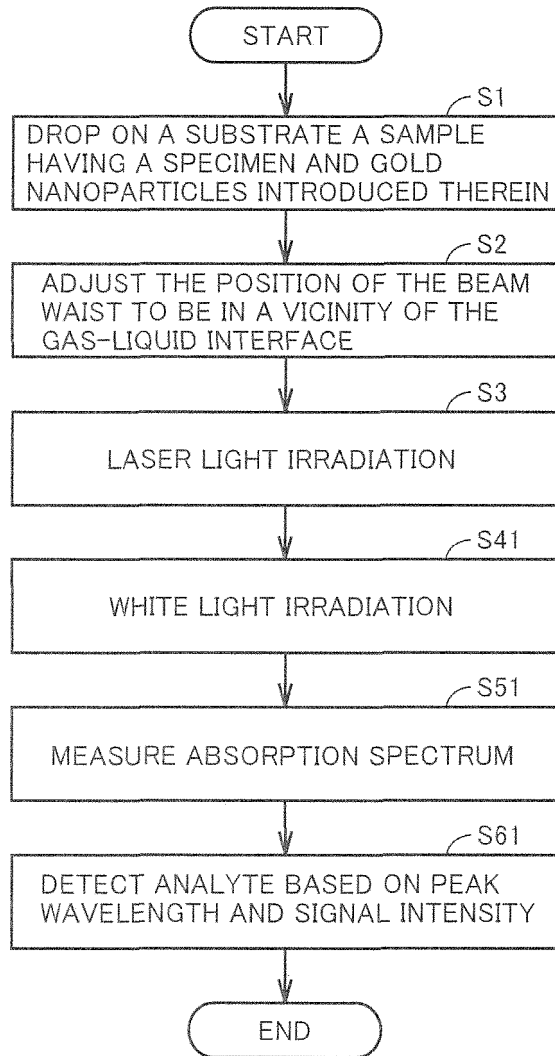 START
S1
DROP ON A SUBSTRATE A SAMPLE
HAVING A SPECIMEN AND GOLD
NANOPARTICLES INTRODUCED THEREIN
S2
ADJUST THE POSITION OF THE BEAM
WAIST TO BE IN A VICINITY OF THE
GAS-LIQUID INTERFACE
S3
LASER LIGHT IRRADIATION
S41
WHITE LIGHT IRRADIATION
S51
MEASURE ABSORPTION SPECTRUM
S61
DETECT ANALYTE BASED ON PEAK
WAVELENGTH AND SIGNAL INTENSITY
END